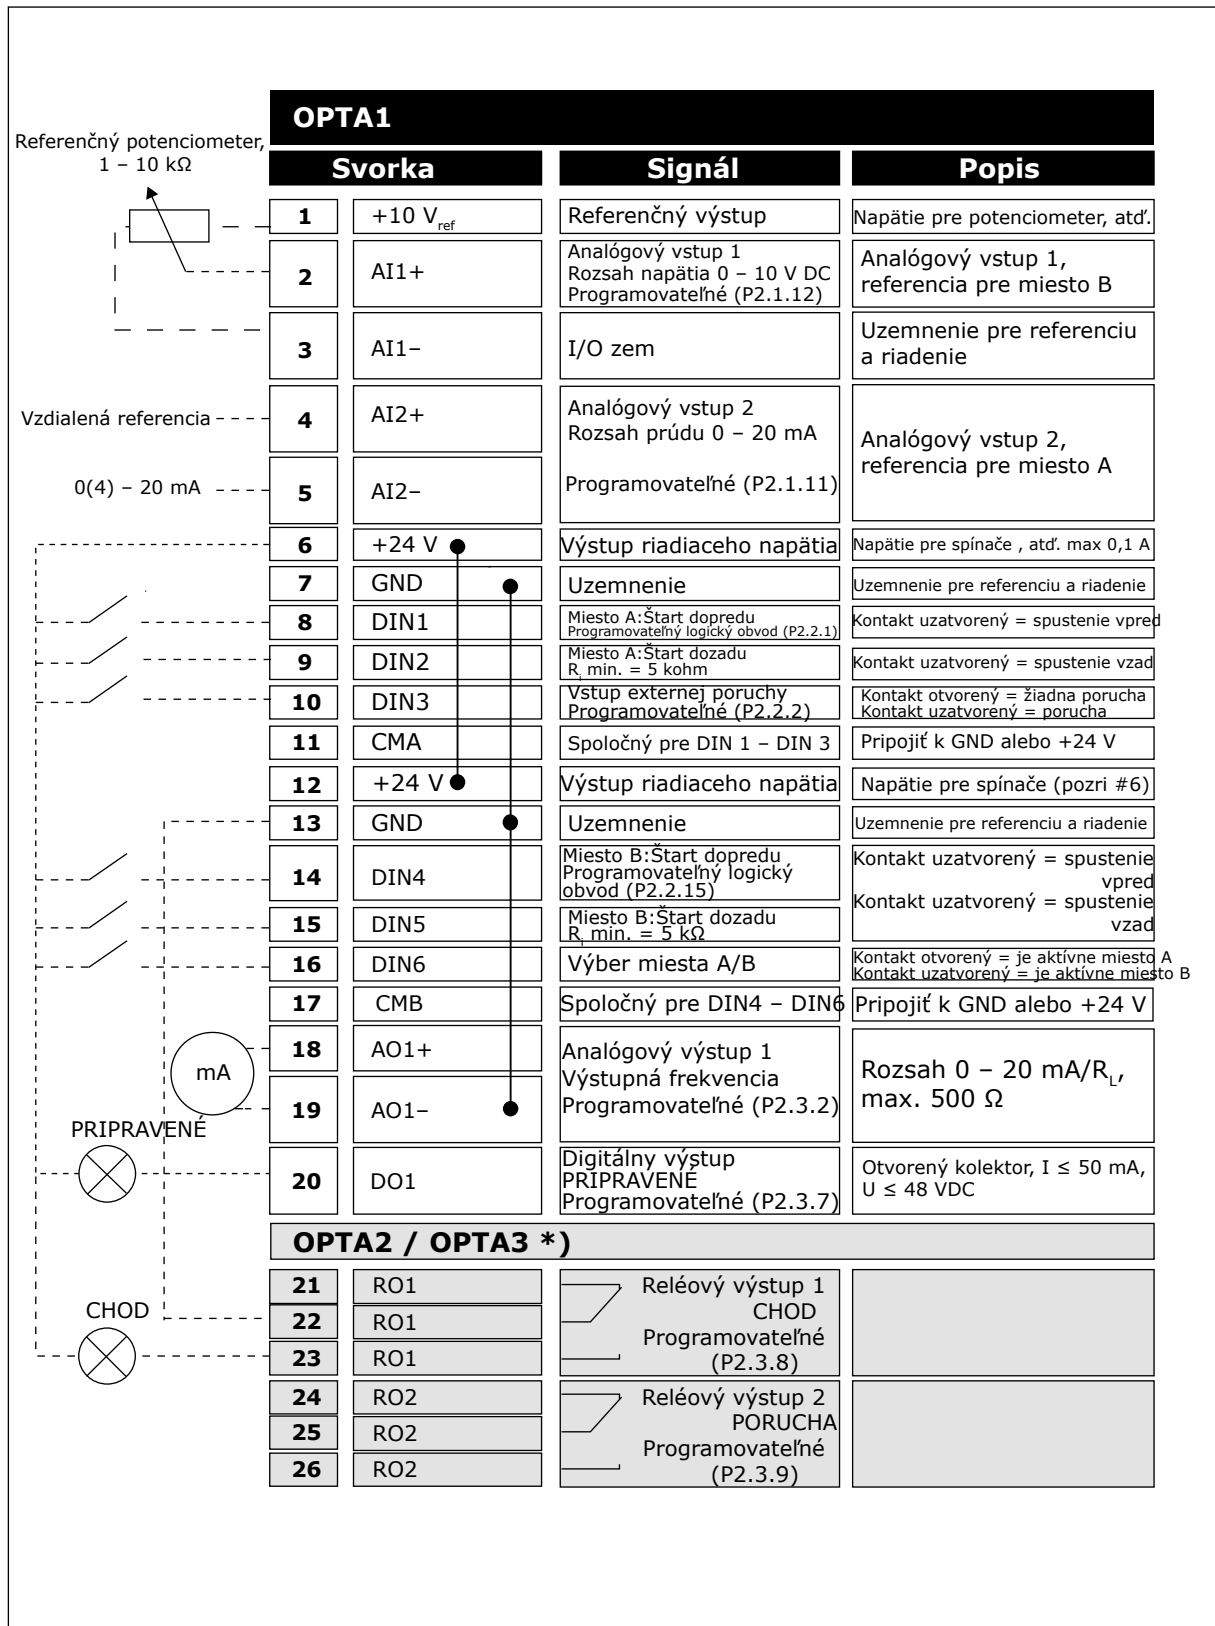 OPTA1
Referenčný potenciometer,
1 – 10 kΩ
Svorka Signál Popis
1 +10 Vref Referenčný výstup Napätie pre potenciometer, atď.
2 AI1+ Analógový vstup 1
Rozsah napätia 0 – 10 V DC
Programovateľné (P2.1.12)
Analógový vstup 1,
referencia pre miesto B
3 AI1– I/O zem Uzemnenie pre referenciu
a riadenie
Vzdialená referencia
4 AI2+ Analógový vstup 2
Rozsah prúdu 0 – 20 mA
Analógový vstup 2,
referencia pre miesto A
0(4) – 20 mA
5 AI2– Programovateľné (P2.1.11)
6 +24 V Výstup riadiaceho napätia Napätie pre spínače , atď. max 0,1 A
7 GND Uzemnenie Uzemnenie pre referenciu a riadenie
8 DIN1 Miesto A:Štart dopredu
Programovateľný logický obvod (P2.2.1)
Kontakt uzatvorený = spustenie vpred
9 DIN2 Miesto A:Štart dozadu
Ri min. = 5 kohm
Kontakt uzatvorený = spustenie vzad
10 DIN3 Vstup externej poruchy
Programovateľné (P2.2.2)
Kontakt otvorený = žiadna porucha
Kontakt uzatvorený = porucha
11 CMA Spoločný pre DIN 1 – DIN 3 Pripojiť k GND alebo +24 V
12 +24 V Výstup riadiaceho napätia Napätie pre spínače (pozri #6)
13 GND Uzemnenie Uzemnenie pre referenciu a riadenie
14 DIN4 Miesto B:Štart dopredu
Programovateľný logický
obvod (P2.2.15)
Kontakt uzatvorený = spustenie
vpred
15 DIN5 Miesto B:Štart dozadu
Ri min. = 5 kΩ
Kontakt uzatvorený = spustenie
vzad
16 DIN6 Výber miesta A/B Kontakt otvorený = je aktívne miesto A
Kontakt uzatvorený = je aktívne miesto B
17 CMB Spoločný pre DIN4 – DIN6 Pripojiť k GND alebo +24 V
mA
18 AO1+ Analógový výstup 1
Výstupná frekvencia
Programovateľné (P2.3.2)
Rozsah 0 – 20 mA/RL,
max. 500 Ω
19 AO1–
PRIPRAVENÉ
20 DO1 Digitálny výstup
PRIPRAVENÉ
Programovateľné (P2.3.7)
Otvorený kolektor, I ≤ 50 mA,
U ≤ 48 VDC
OPTA2 / OPTA3 *)
21 RO1 Reléový výstup 1
CHOD
22 RO1 CHOD
Programovateľné
23 RO1 (P2.3.8)
24 RO2 Reléový výstup 2
25 RO2 PORUCHA
Programovateľné
26 RO2 (P2.3.9)